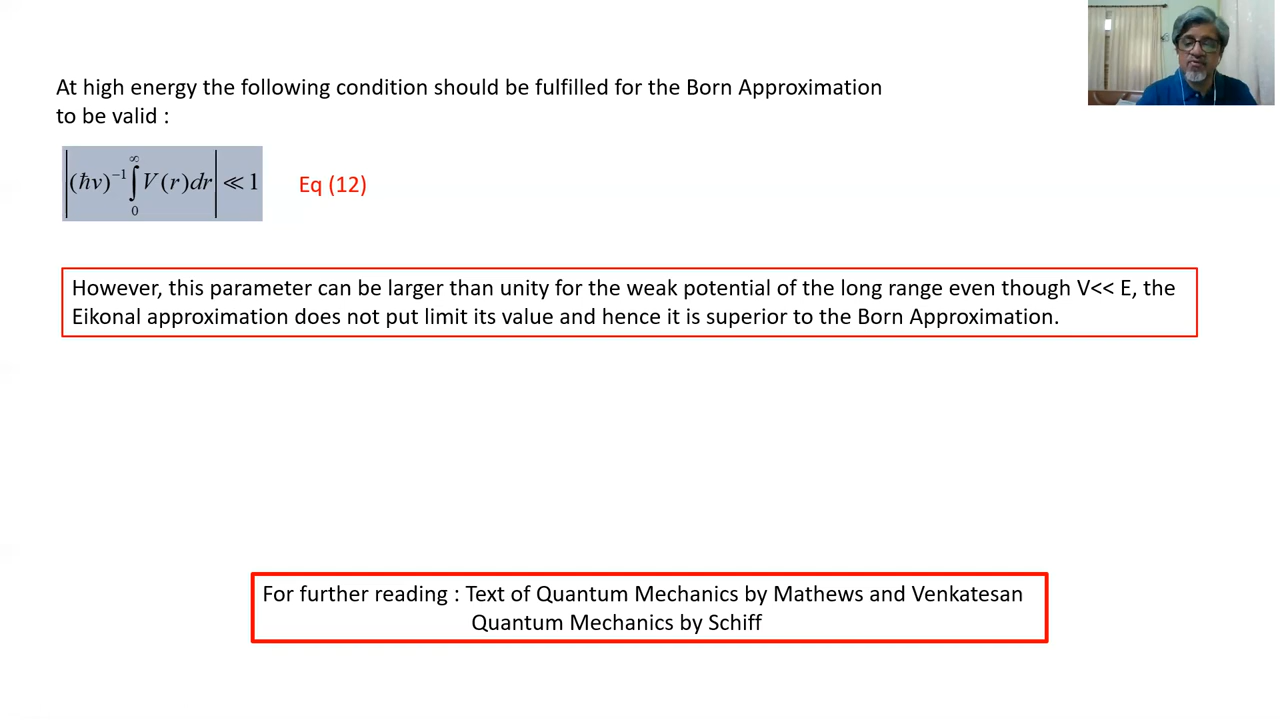 At high energy the following condition should be fulfilled for the Born Approximation
to be valid :
|(ħv)⁻¹ ∫₀^∞ V(r)dr| ≪ 1 Eq (12)
However, this parameter can be larger than unity for the weak potential of the long range even though V<< E, the
Eikonal approximation does not put limit its value and hence it is superior to the Born Approximation.
For further reading : Text of Quantum Mechanics by Mathews and Venkatesan
Quantum Mechanics by Schiff